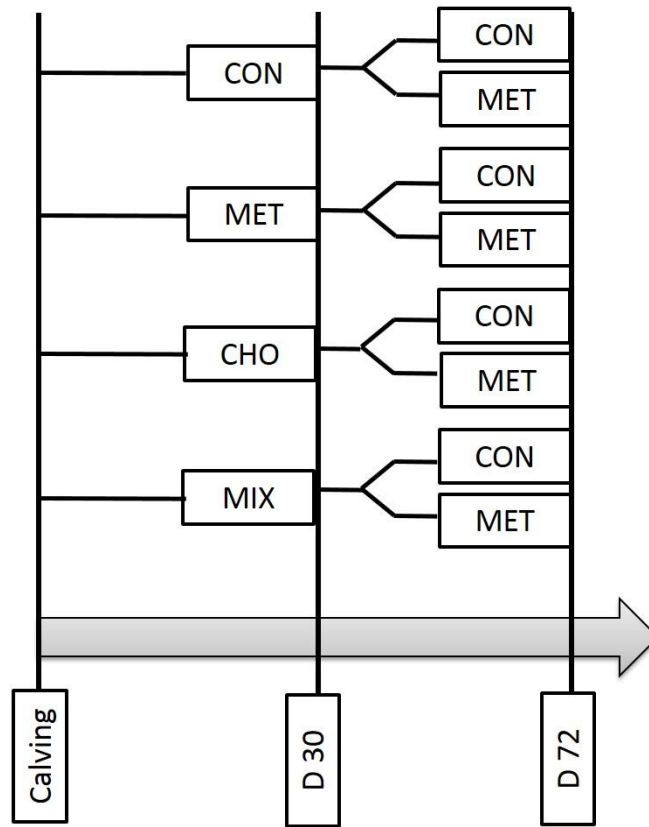 CON
CON
MET
MET
CON
MET
CHO
CON
MET
MIX
CON
MET
Calving
D 30
D 72